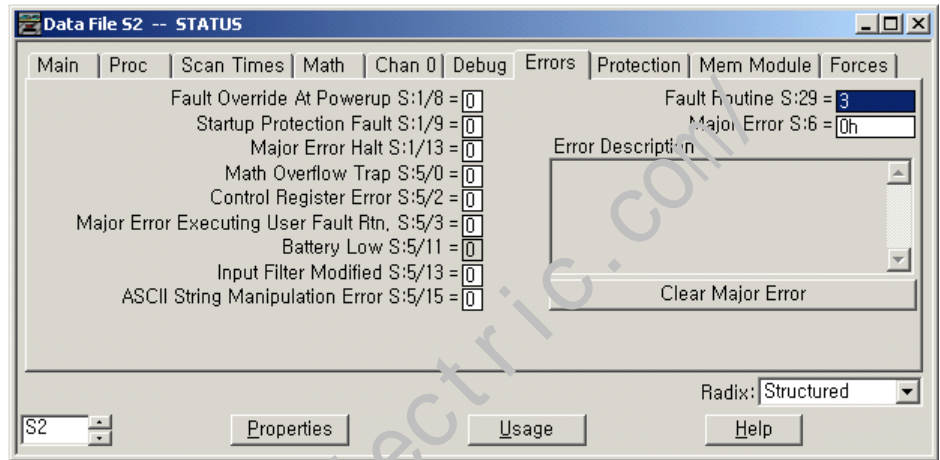 Data File S2 -- STATUS
Main Proc Scan Times Math Chan 0 Debug Errors Protection Mem Module Forces
Fault Override At Powerup S:1/8 = 0
Startup Protection Fault S:1/9 = 0
Major Error Halt S:1/13 = 0
Math Overflow Trap S:5/0 = 0
Control Register Error S:5/2 = 0
Major Error Executing User Fault Rtn, S:5/3 = 0
Battery Low S:5/11 = 0
Input Filter Modified S:5/13 = 0
ASCII String Manipulation Error S:5/15 = 0
Fault Routine S:29 = 3
Major Error S:6 = 0h
Error Description
Clear Major Error
Radix: Structured
S2
Properties Usage Help